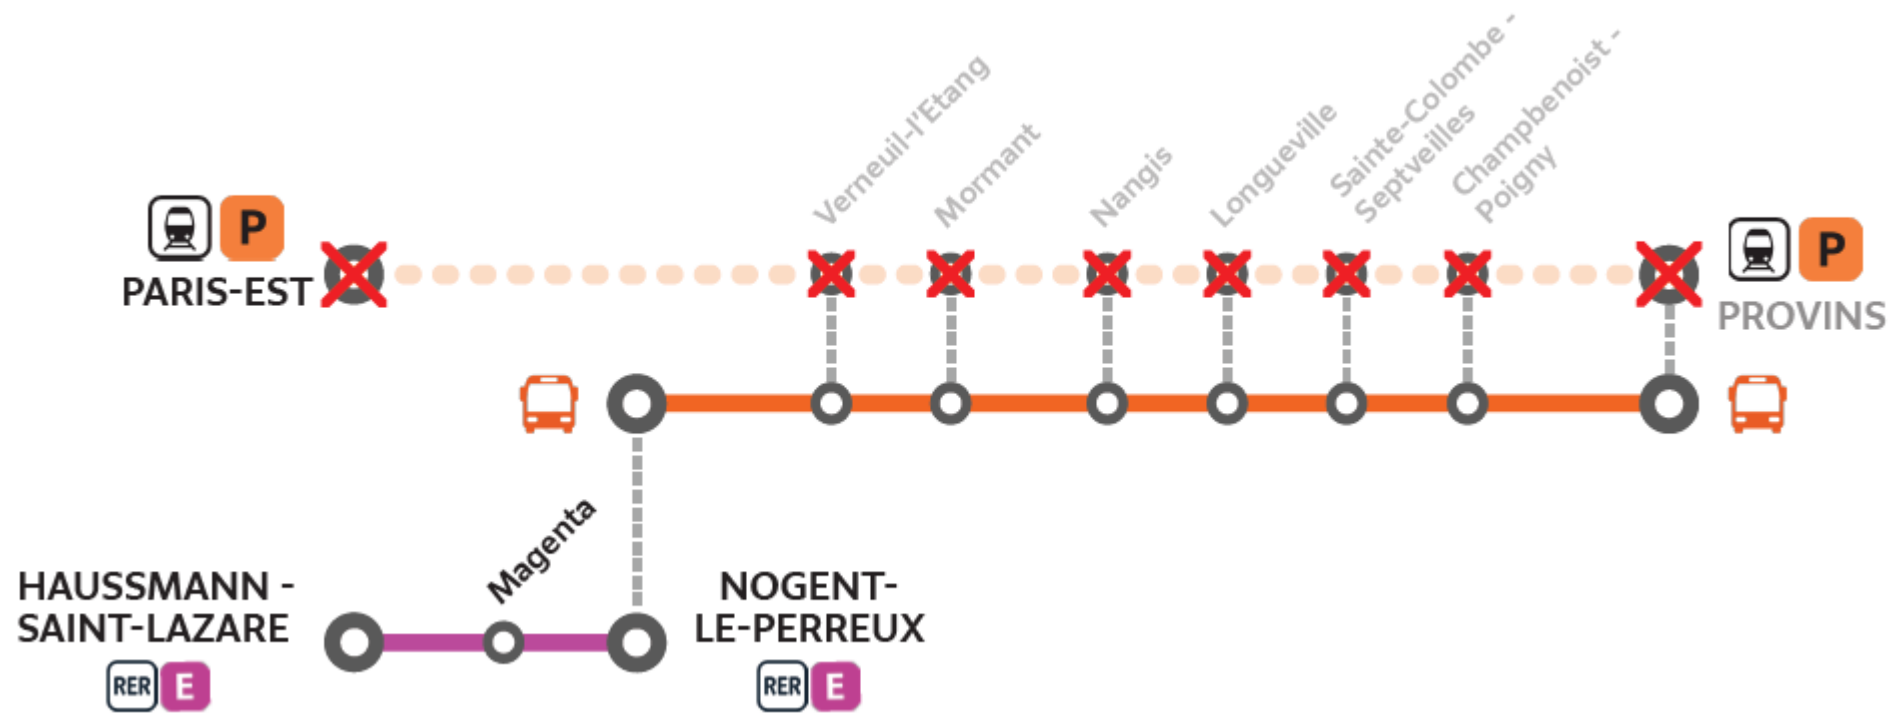 Verneuil-l'Etang
Mormant
Nangis
Longueville
Sainte-Colombe -
Septveilles
Champbenoist -
Poigny
P
PARIS-EST
P
PROVINS
Magenta
HAUSSMANN -
SAINT-LAZARE
RER E
NOGENT-
LE-PERREUX
RER E